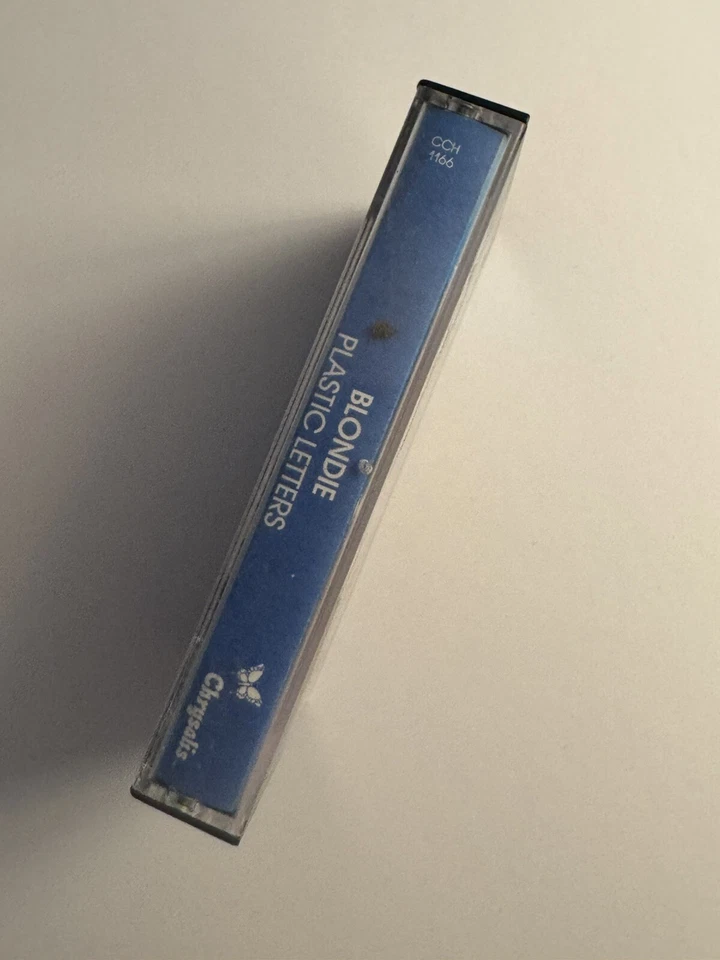 CCH
1166
BLONDIE
PLASTIC LETTERS
Chrysalis